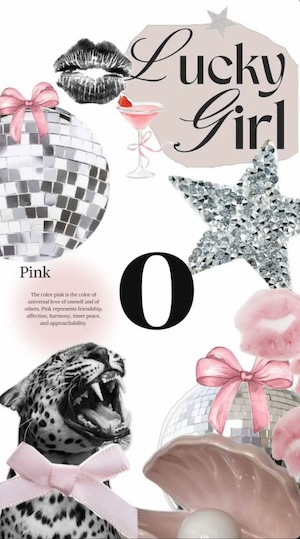 Lucky
Girl
Pink
The color pink is the color of
universal love of oneself and of
others. Pink represents friendship,
affection, harmony, inner peace,
and approachability.
O